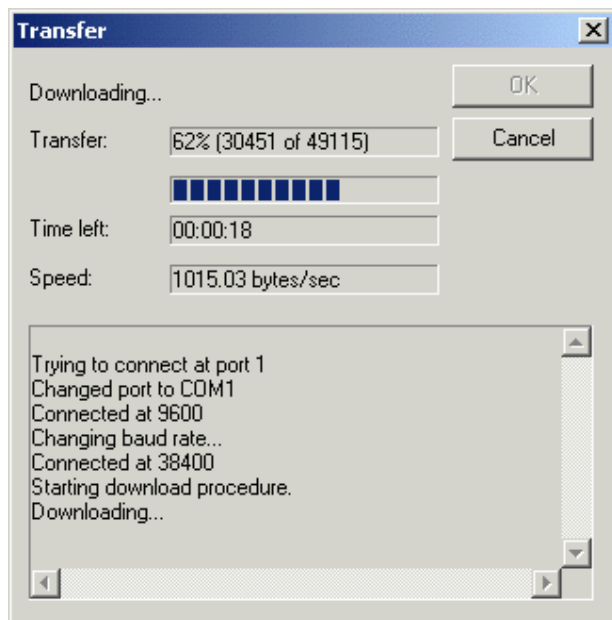 Transfer
Downloading...
OK
Transfer:
62% (30451 of 49115)
Cancel
Time left:
00:00:18
Speed:
1015.03 bytes/sec
Trying to connect at port 1
Changed port to COM1
Connected at 9600
Changing baud rate...
Connected at 38400
Starting download procedure.
Downloading...